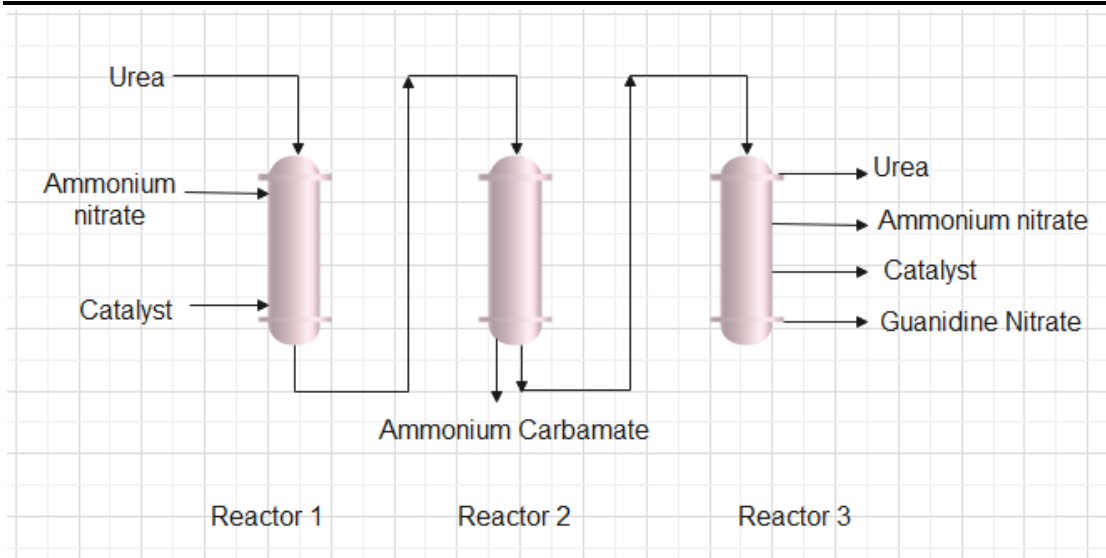 Urea
Ammonium
nitrate
Catalyst
Urea
Ammonium nitrate
Catalyst
Guanidine Nitrate
Ammonium Carbamate
Reactor 1
Reactor 2
Reactor 3